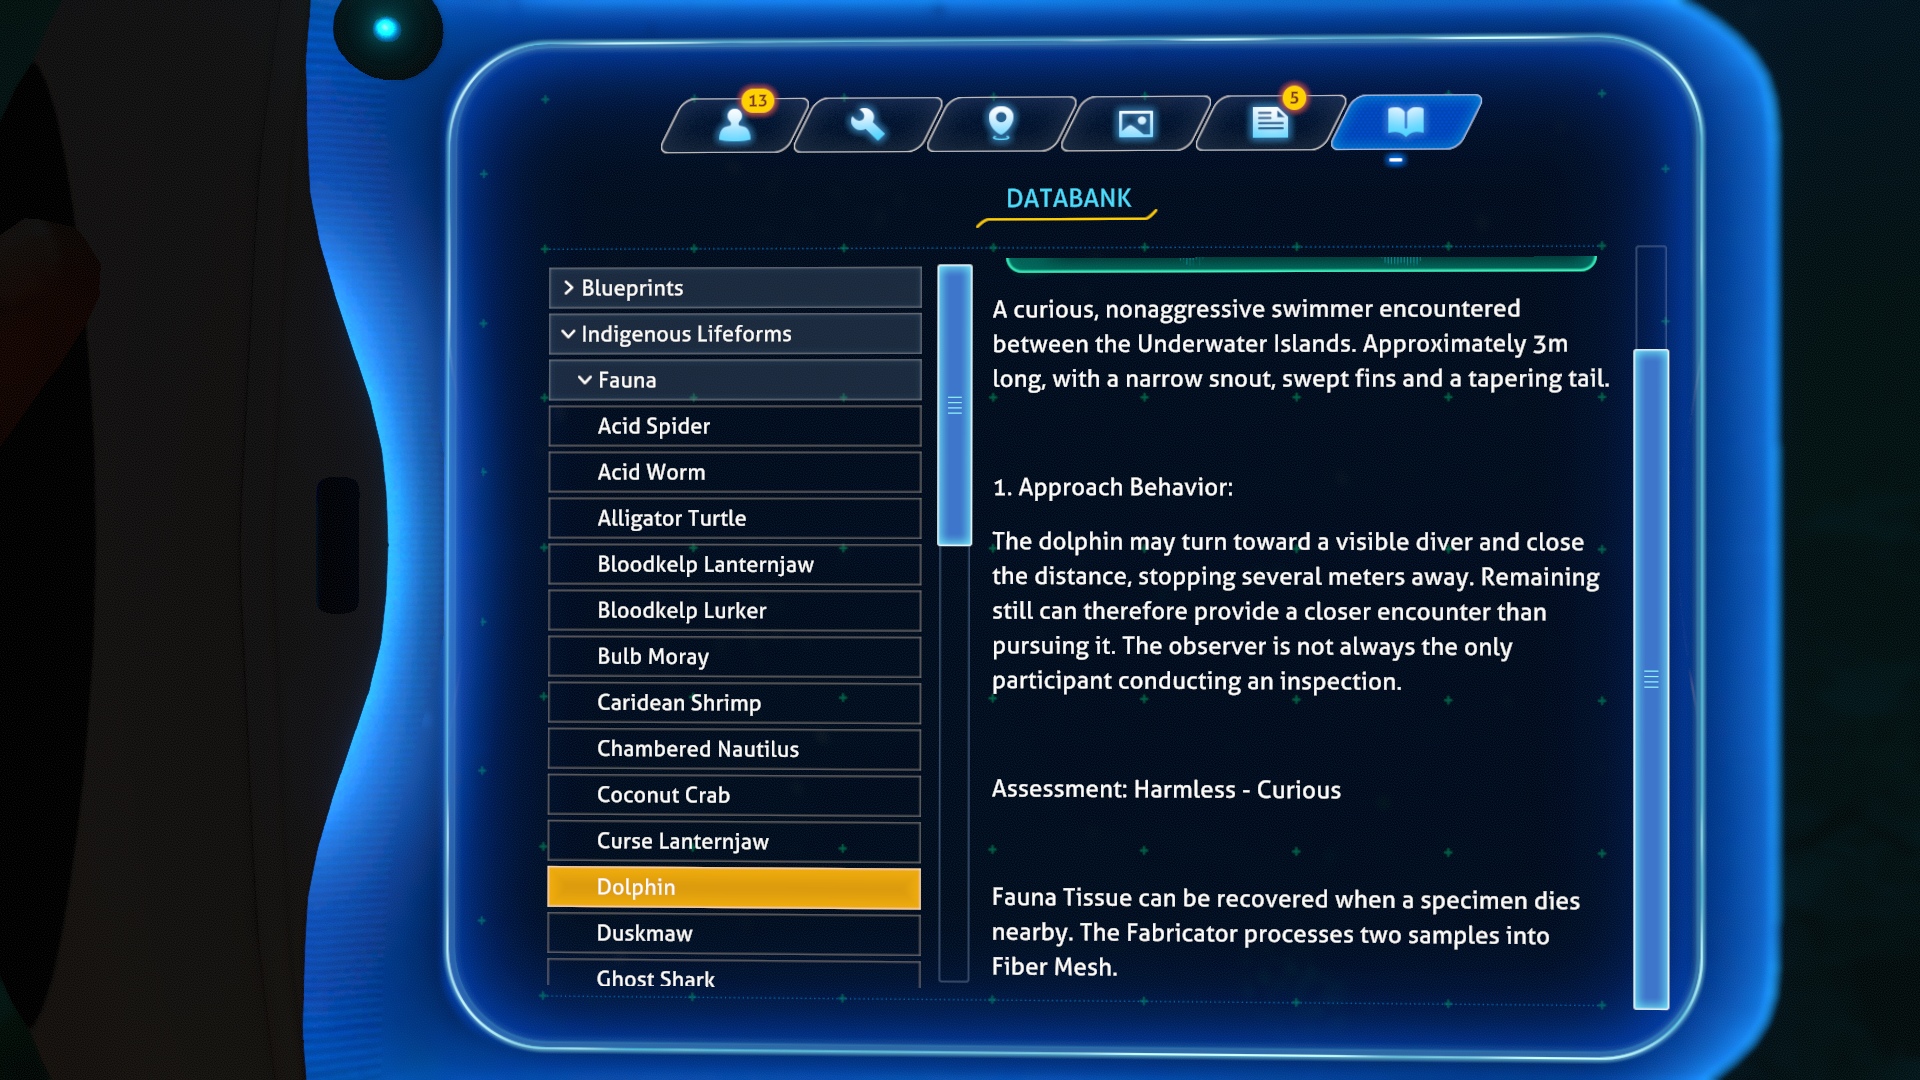 13
5
DATABANK
Blueprints
Indigenous Lifeforms
Fauna
Acid Spider
Acid Worm
Alligator Turtle
Bloodkelp Lanternjaw
Bloodkelp Lurker
Bulb Moray
Caridean Shrimp
Chambered Nautilus
Coconut Crab
Curse Lanternjaw
Dolphin
Duskmaw
Ghost Shark
A curious, nonaggressive swimmer encountered
between the Underwater Islands. Approximately 3m
long, with a narrow snout, swept fins and a tapering tail.
1. Approach Behavior:
The dolphin may turn toward a visible diver and close
the distance, stopping several meters away. Remaining
still can therefore provide a closer encounter than
pursuing it. The observer is not always the only
participant conducting an inspection.
Assessment: Harmless - Curious
Fauna Tissue can be recovered when a specimen dies
nearby. The Fabricator processes two samples into
Fiber Mesh.